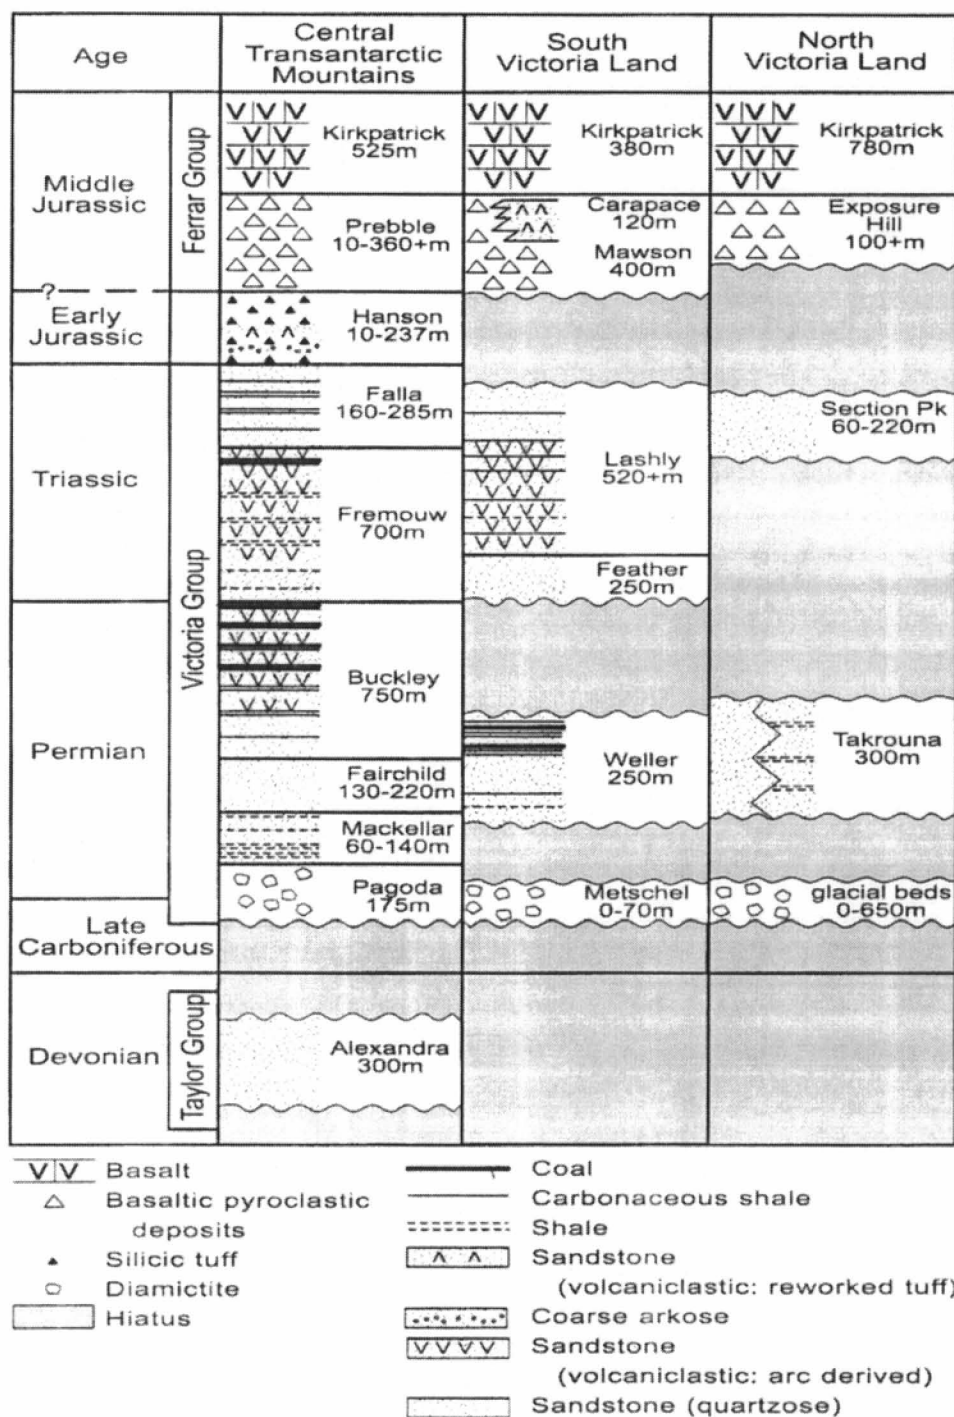 Age
Central
Transantarctic
Mountains
South
Victoria Land
North
Victoria Land
Middle
Jurassic
?
Early
Jurassic
Triassic
Permian
Late
Carboniferous
Devonian
Ferrar Group
Victoria Group
Taylor Group
Kirkpatrick
525m
Prebble
10-360+m
Hanson
10-237m
Falla
160-285m
Fremouw
700m
Buckley
750m
Fairchild
130-220m
Mackellar
60-140m
Pagoda
175m
Alexandra
300m
Kirkpatrick
380m
Carapace
120m
Mawson
400m
Lashly
520+m
Feather
250m
Weller
250m
Metschel
0-70m
Kirkpatrick
780m
Exposure
Hill
100+m
Section Pk
60-220m
Takrouna
300m
glacial beds
0-650m
Basalt
Basaltic pyroclastic
deposits
Silicic tuff
Diamictite
Hiatus
Coal
Carbonaceous shale
Shale
Sandstone
(volcaniclastic: reworked tuff)
Coarse arkose
Sandstone
(volcaniclastic: arc derived)
Sandstone (quartzose)